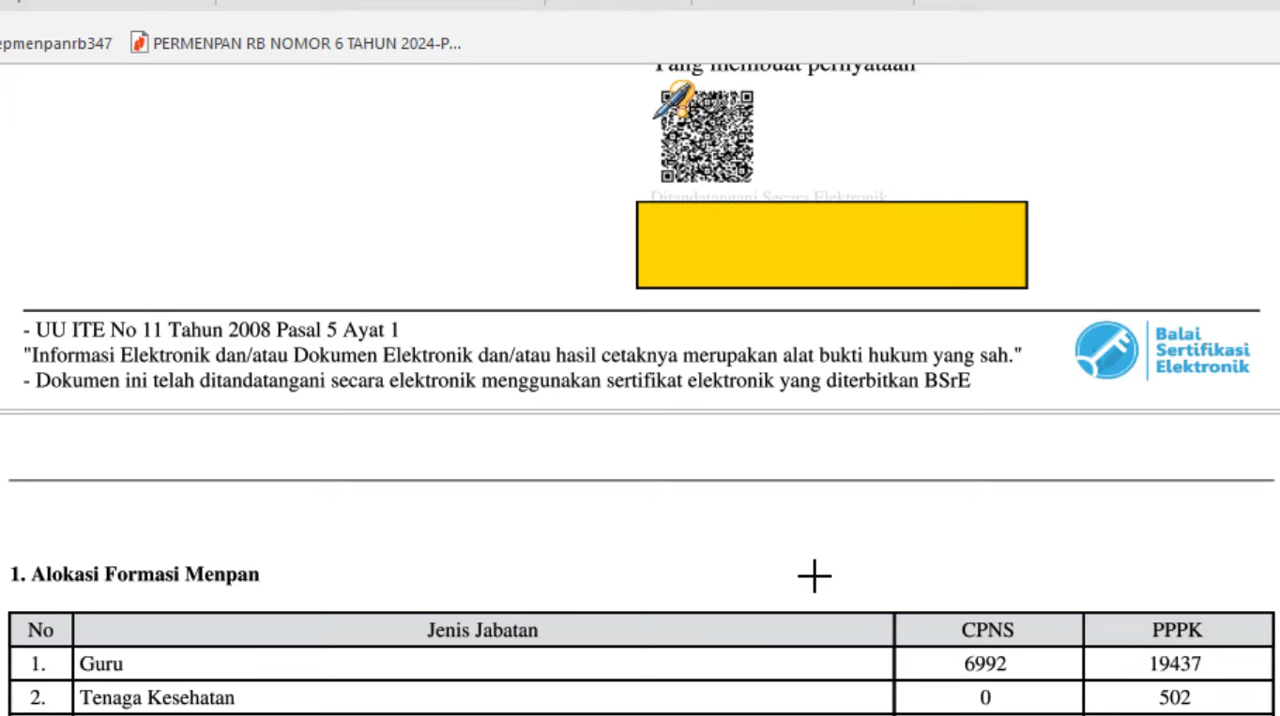 epmenpanrb347
PERMENPAN RB NOMOR 6 TAHUN 2024-P...
Yang membuat pernyataan
Ditandatangani Secara Elektronik
- UU ITE No 11 Tahun 2008 Pasal 5 Ayat 1
"Informasi Elektronik dan/atau Dokumen Elektronik dan/atau hasil cetaknya merupakan alat bukti hukum yang sah."
- Dokumen ini telah ditandatangani secara elektronik menggunakan sertifikat elektronik yang diterbitkan BSrE
Balai
Sertifikasi
Elektronik
1. Alokasi Formasi Menpan
No Jenis Jabatan CPNS PPPK
1. Guru 6992 19437
2. Tenaga Kesehatan 0 502